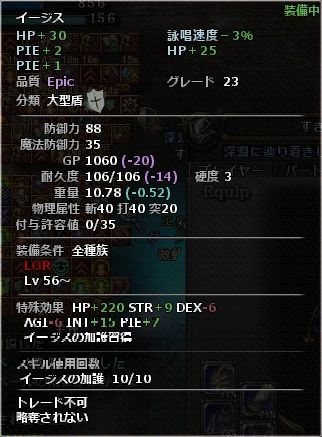 装備中
イージス
HP+30 詠唱速度-3%
PIE+2 HP+25
PIE+1
品質 Epic グレード 23
分類 大型盾
防御力 88
魔法防御力 35
GP 1060 (-20)
耐久度 106/106 (-14) 硬度 3
重量 10.78 (-0.52)
物理属性 斬40 打40 突20
付与許容値 0/35
装備条件 全種族
LOR
Lv 56～
特殊効果 HP+220 STR+9 DEX-6
AGI-6 INT+15 PIE+7
イージスの加護習得
スキル使用回数
イージスの加護 10/10
トレード不可
略奪されない